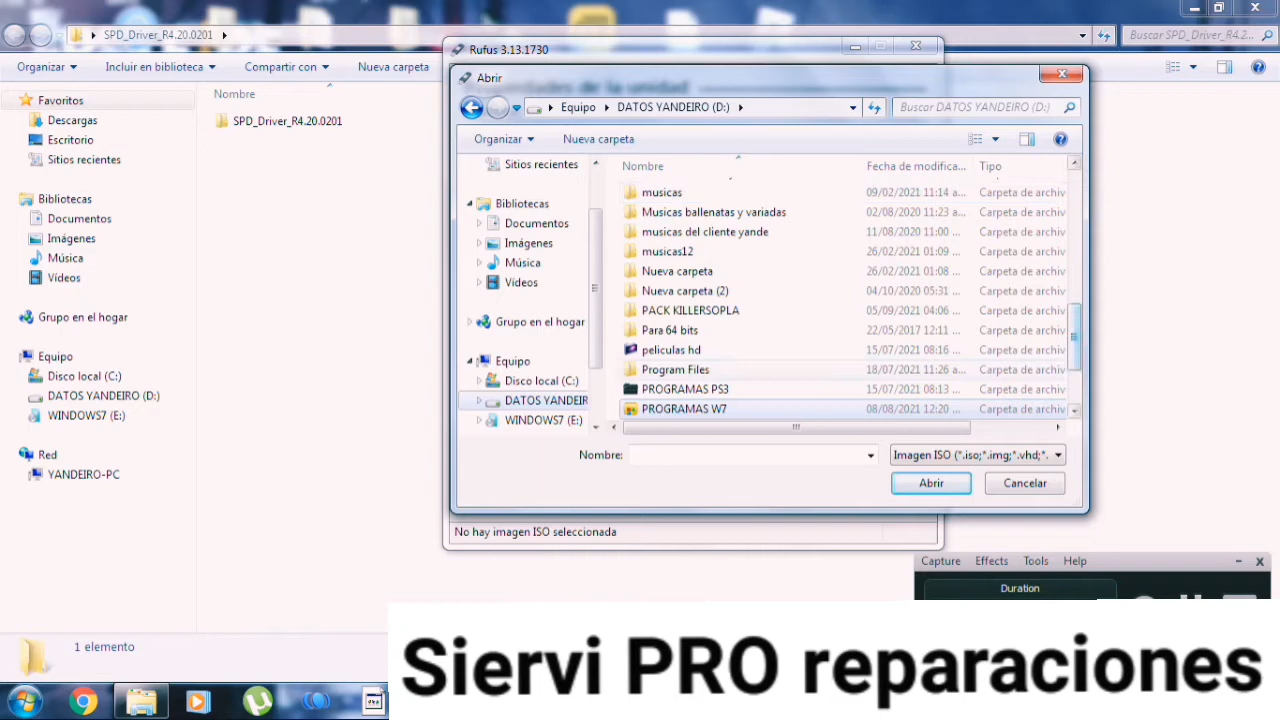 SPD_Driver_R4.20.0201
Buscar SPD_Driver_R4.2...
Organizar
Incluir en biblioteca
Compartir con
Nueva carpeta
Favoritos
Descargas
Escritorio
Sitios recientes
Bibliotecas
Documentos
Imágenes
Música
Vídeos
Grupo en el hogar
Equipo
Disco local (C:)
DATOS YANDEIRO (D:)
WINDOWS7 (E:)
Red
YANDEIRO-PC
Nombre
SPD_Driver_R4.20.0201
1 elemento
Rufus 3.13.1730
Abrir
Equipo
DATOS YANDEIRO (D:)
Buscar DATOS YANDEIRO (D:)
Organizar
Nueva carpeta
Sitios recientes
Bibliotecas
Documentos
Imágenes
Música
Vídeos
Grupo en el hogar
Equipo
Disco local (C:)
DATOS YANDEIR
WINDOWS7 (E:)
Nombre Fecha de modifica... Tipo
musicas 09/02/2021 11:14 a... Carpeta de archiv
Musicas ballenatas y variadas 02/08/2020 11:23 a... Carpeta de archiv
musicas del cliente yande 11/08/2020 11:00 ... Carpeta de archiv
musicas12 26/02/2021 01:09 ... Carpeta de archiv
Nueva carpeta 26/02/2021 01:08 ... Carpeta de archiv
Nueva carpeta (2) 04/10/2020 05:31 ... Carpeta de archiv
PACK KILLERSOPLA 05/09/2021 04:06 ... Carpeta de archiv
Para 64 bits 22/05/2017 12:11 ... Carpeta de archiv
peliculas hd 15/07/2021 08:16 ... Carpeta de archiv
Program Files 18/07/2021 11:26 a... Carpeta de archiv
PROGRAMAS PS3 15/07/2021 08:13 ... Carpeta de archiv
PROGRAMAS W7 08/08/2021 12:20 ... Carpeta de archiv
Nombre:
Imagen ISO (*.iso;*.img;*.vhd;*.
Abrir
Cancelar
No hay imagen ISO seleccionada
Capture Effects Tools Help
Duration
Siervi PRO reparaciones